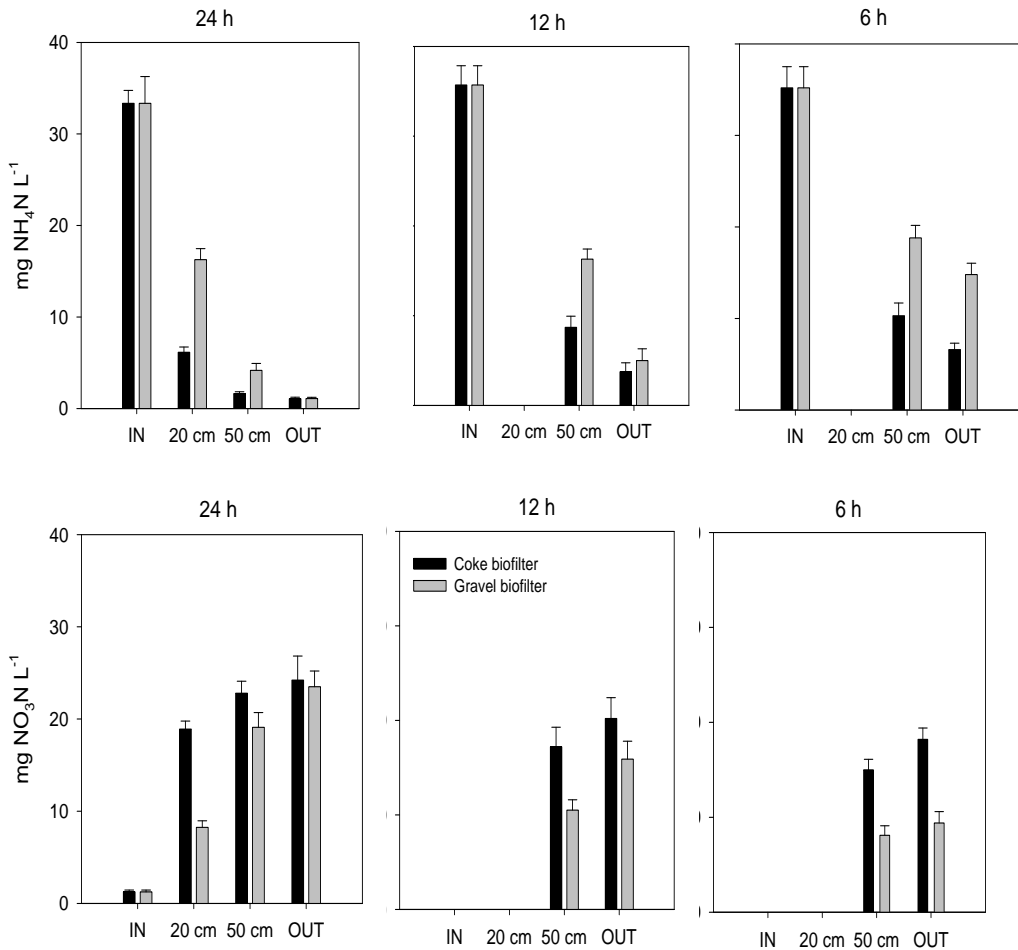 24 h
12 h
6 h
mg NH₄N L⁻¹
40
30
20
10
0
IN 20 cm 50 cm OUT
IN 20 cm 50 cm OUT
IN 20 cm 50 cm OUT
24 h
12 h
6 h
mg NO₃N L⁻¹
40
30
20
10
0
Coke biofilter
Gravel biofilter
IN 20 cm 50 cm OUT
IN 20 cm 50 cm OUT
IN 20 cm 50 cm OUT